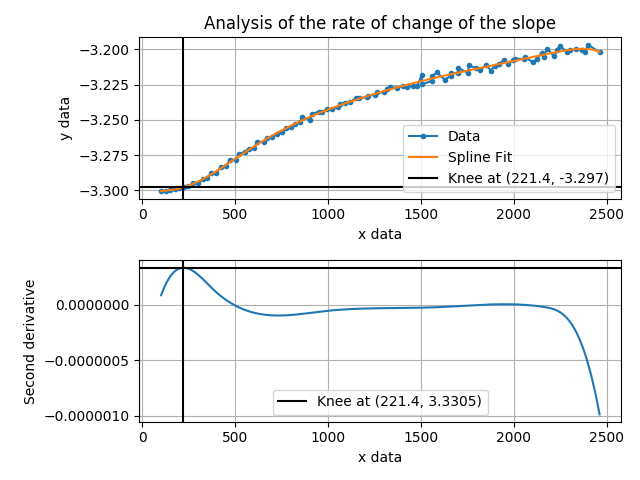 Analysis of the rate of change of the slope
y data
−3.200
−3.225
−3.250
−3.275
−3.300
Data
Spline Fit
Knee at (221.4, -3.297)
0 500 1000 1500 2000 2500
x data
Second derivative
0.0000000
−0.0000005
−0.0000010
Knee at (221.4, 3.3305)
0 500 1000 1500 2000 2500
x data